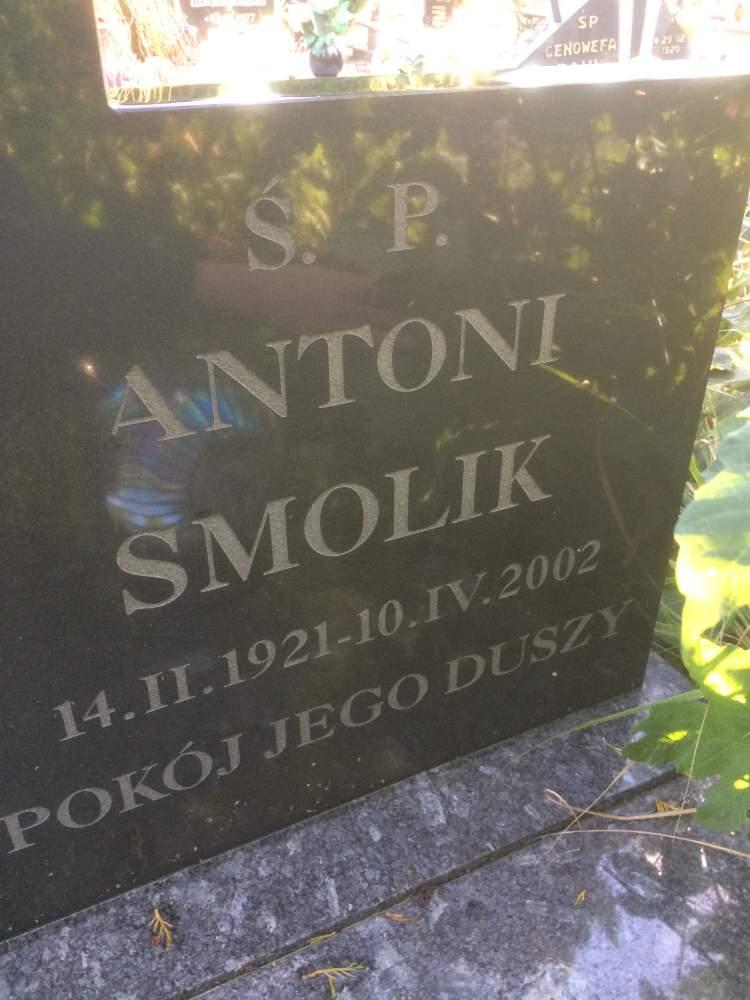 SP
GENOWEFA
Ś. P.
ANTONI
SMOLIK
14.II.1921-10.IV.2002
POKÓJ JEGO DUSZY